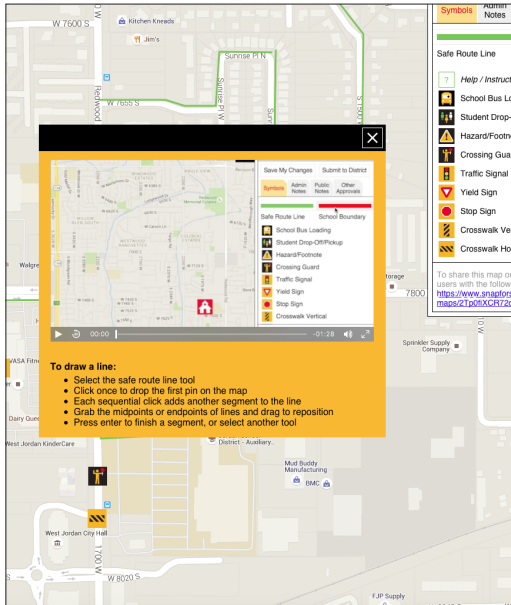 W 7600 S
Kitchen Kneads
Jim's
Sunrise Pl N
Redwood
W 7655 S
Sunrise Pl W
S 1500
Symbols
Admin
Notes
Safe Route Line
? Help / Instruct
School Bus Lo
Student Drop-
Hazard/Footno
Crossing Gua
Traffic Signal
Yield Sign
Stop Sign
Crosswalk Ve
Crosswalk Ho
To share this map or
users with the follow
https://www.snapfors
Save My Changes
Submit to District
Symbols
Admin
Notes
Public
Notes
Other
Approvals
Safe Route Line
School Boundary
School Bus Loading
Student Drop-Off/Pickup
Hazard/Footnote
Crossing Guard
Traffic Signal
Yield Sign
Stop Sign
Crosswalk Vertical
00:00
-01:28
To draw a line:
• Select the safe route line tool
• Click once to drop the first pin on the map
• Each sequential click adds another segment to the line
• Grab the midpoints or endpoints of lines and drag to reposition
• Press enter to finish a segment, or select another tool
Walgre
torage
7800
Sprinkler Supply
Company
VASA Fitne
er
Dairy Quee
West Jordan KinderCare
District - Auxiliary..
Mud Buddy
Manufacturing
BMC
West Jordan City Hall
1700 W
W 8020 S
FJP Supply